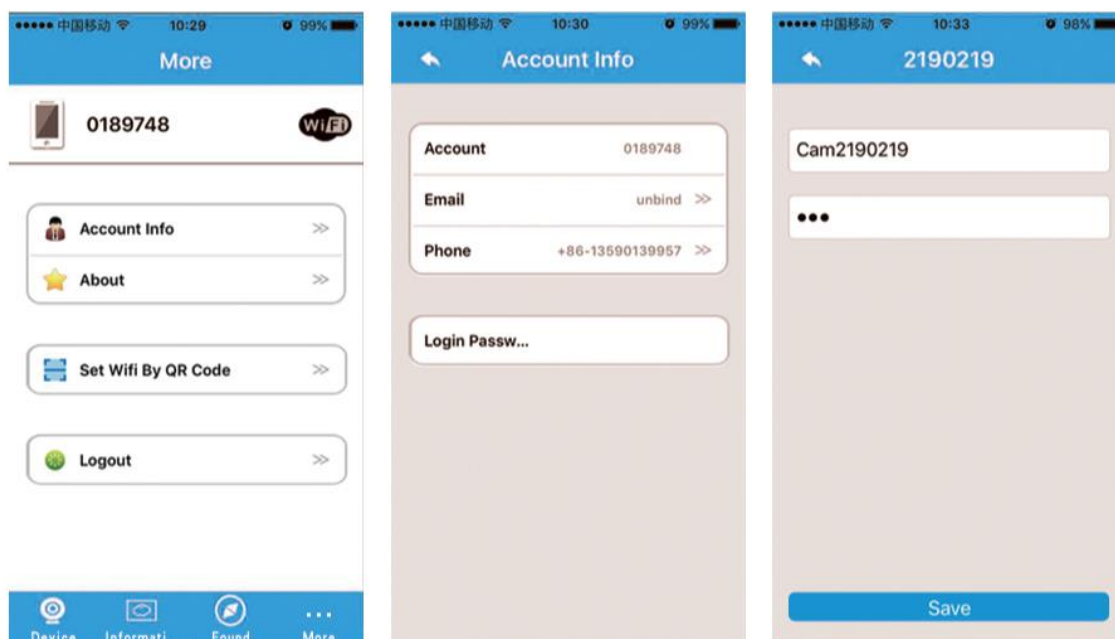 中国移动 10:29 99%
More
0189748 WiFi
Account Info >>
About >>
Set Wifi By QR Code >>
Logout >>
Device Informati Found More
中国移动 10:30 99%
Account Info
Account 0189748
Email unbind >>
Phone +86-13590139957 >>
Login Passw...
中国移动 10:33 98%
2190219
Cam2190219
•••
Save